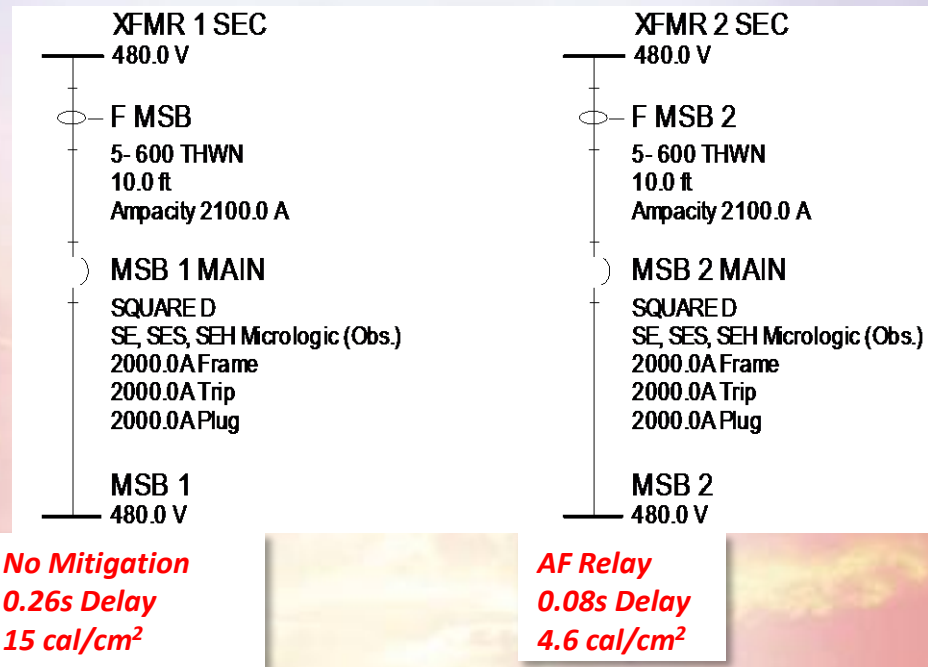 XFMR 1 SEC
480.0 V
F MSB
5- 600 THWN
10.0 ft
Ampacity 2100.0 A
MSB 1 MAIN
SQUARE D
SE, SES, SEH Micrologic (Obs.)
2000.0A Frame
2000.0A Trip
2000.0A Plug
MSB 1
480.0 V
No Mitigation
0.26s Delay
15 cal/cm²
XFMR 2 SEC
480.0 V
F MSB 2
5- 600 THWN
10.0 ft
Ampacity 2100.0 A
MSB 2 MAIN
SQUARE D
SE, SES, SEH Micrologic (Obs.)
2000.0A Frame
2000.0A Trip
2000.0A Plug
MSB 2
480.0 V
AF Relay
0.08s Delay
4.6 cal/cm²